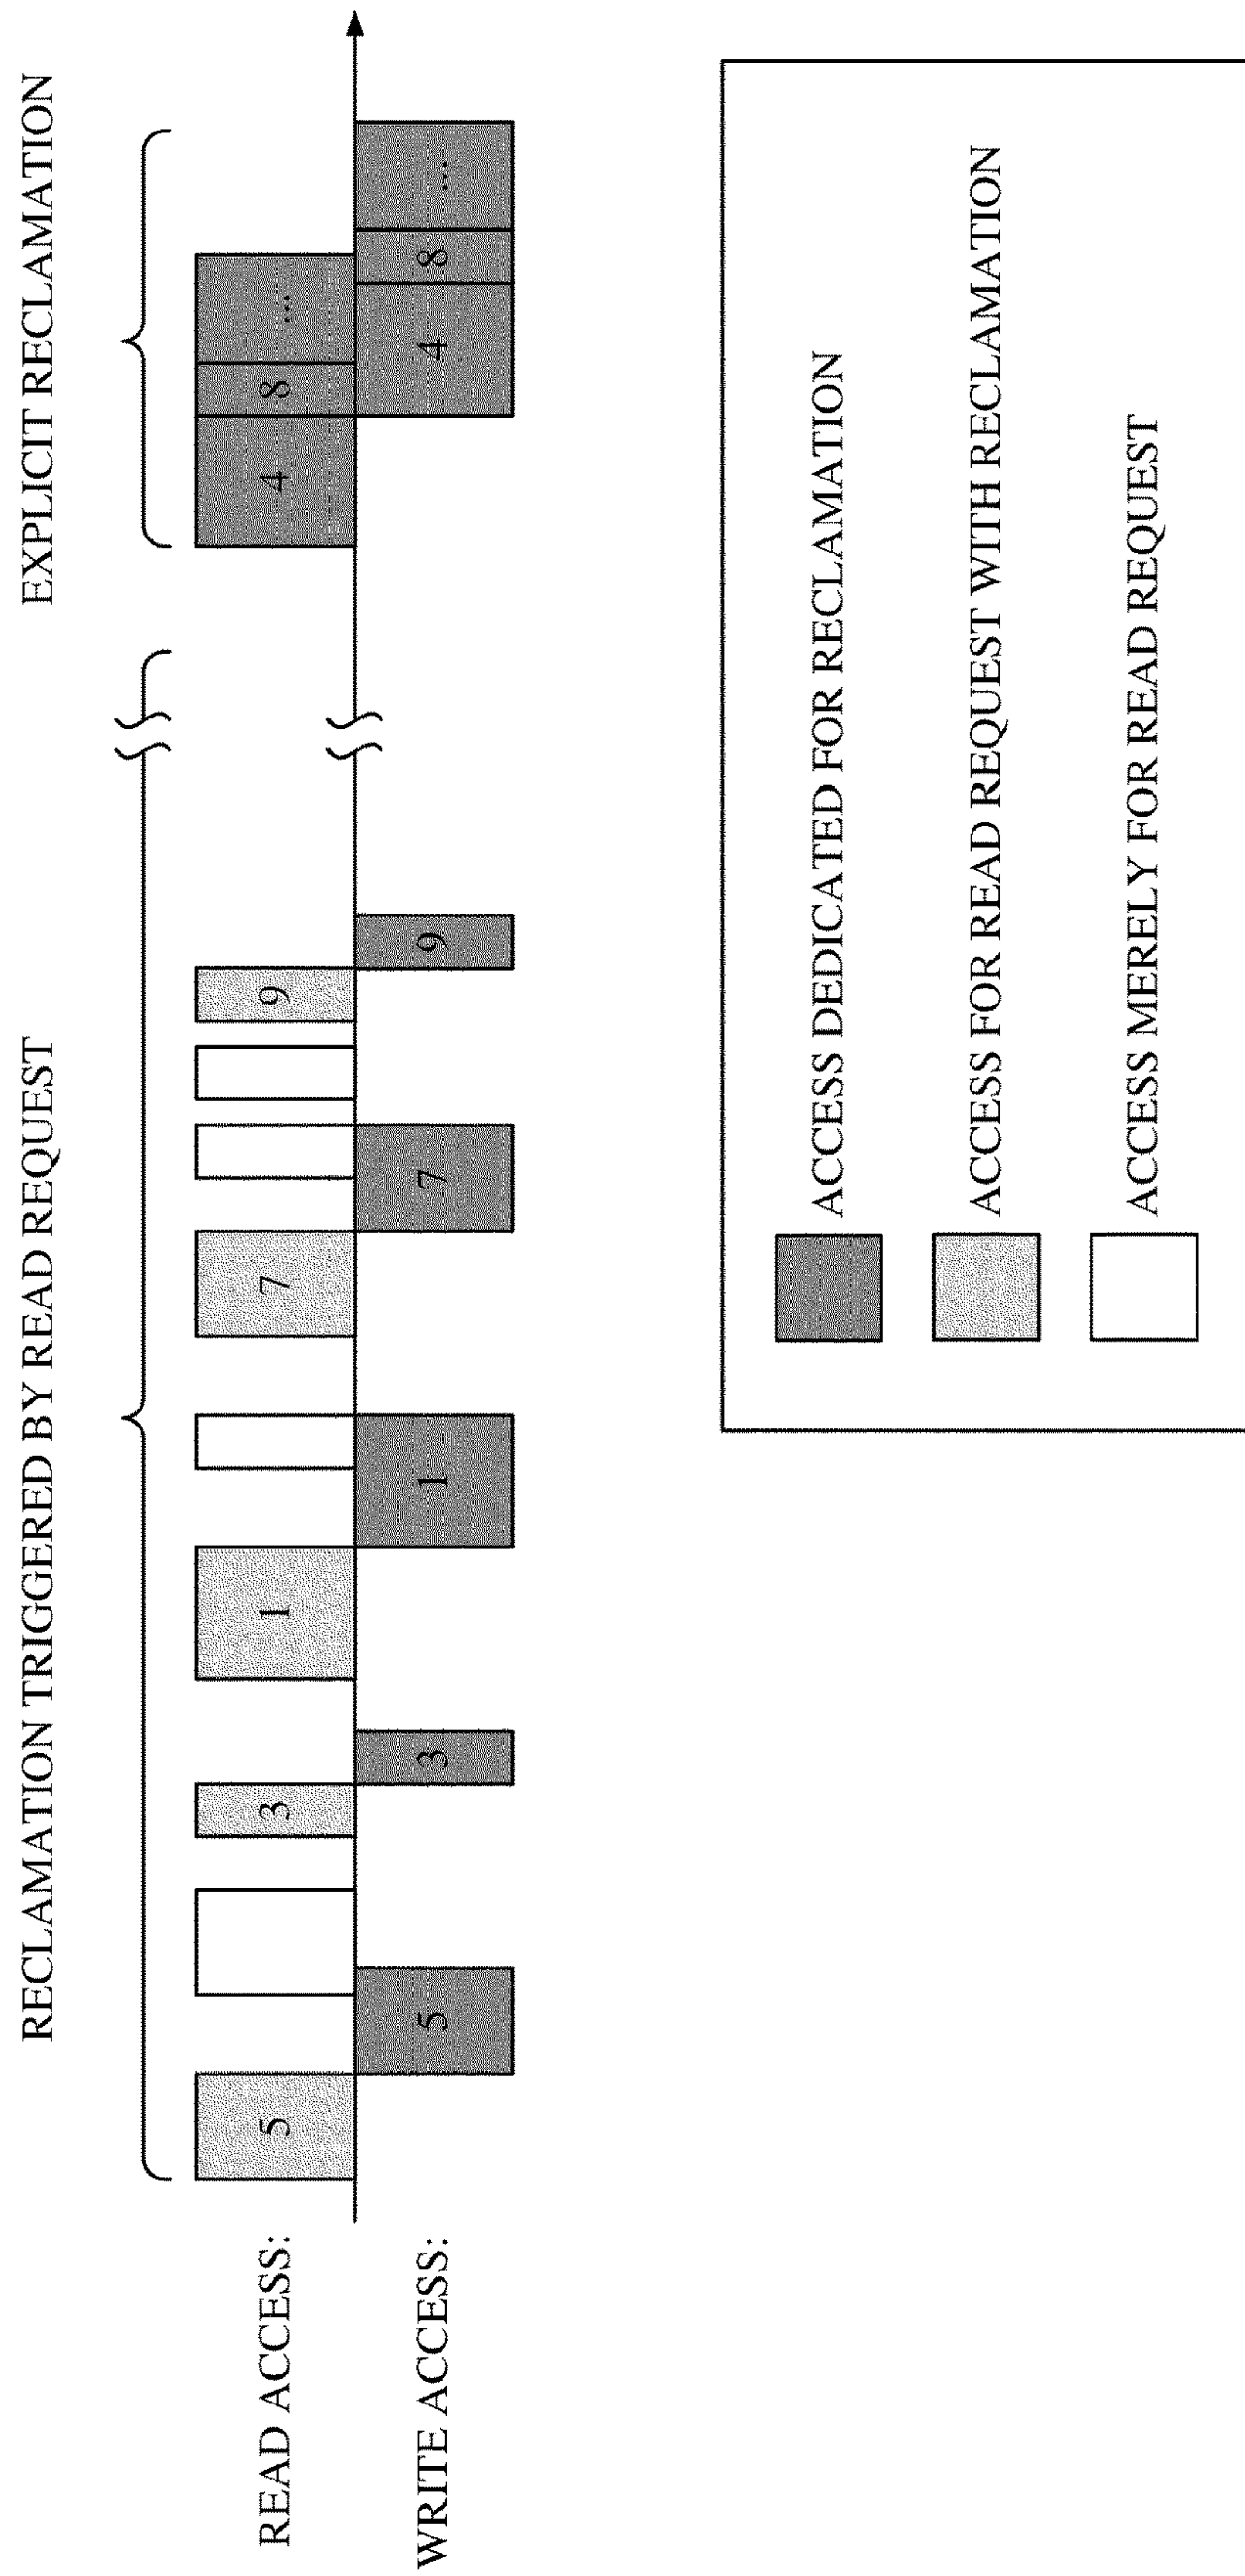 RECLAMATION TRIGGERED BY READ REQUEST
EXPLICIT RECLAMATION
READ ACCESS:
5
3
1
7
9
4
8
...
WRITE ACCESS:
5
3
1
7
9
4
8
...
ACCESS DEDICATED FOR RECLAMATION
ACCESS FOR READ REQUEST WITH RECLAMATION
ACCESS MERELY FOR READ REQUEST